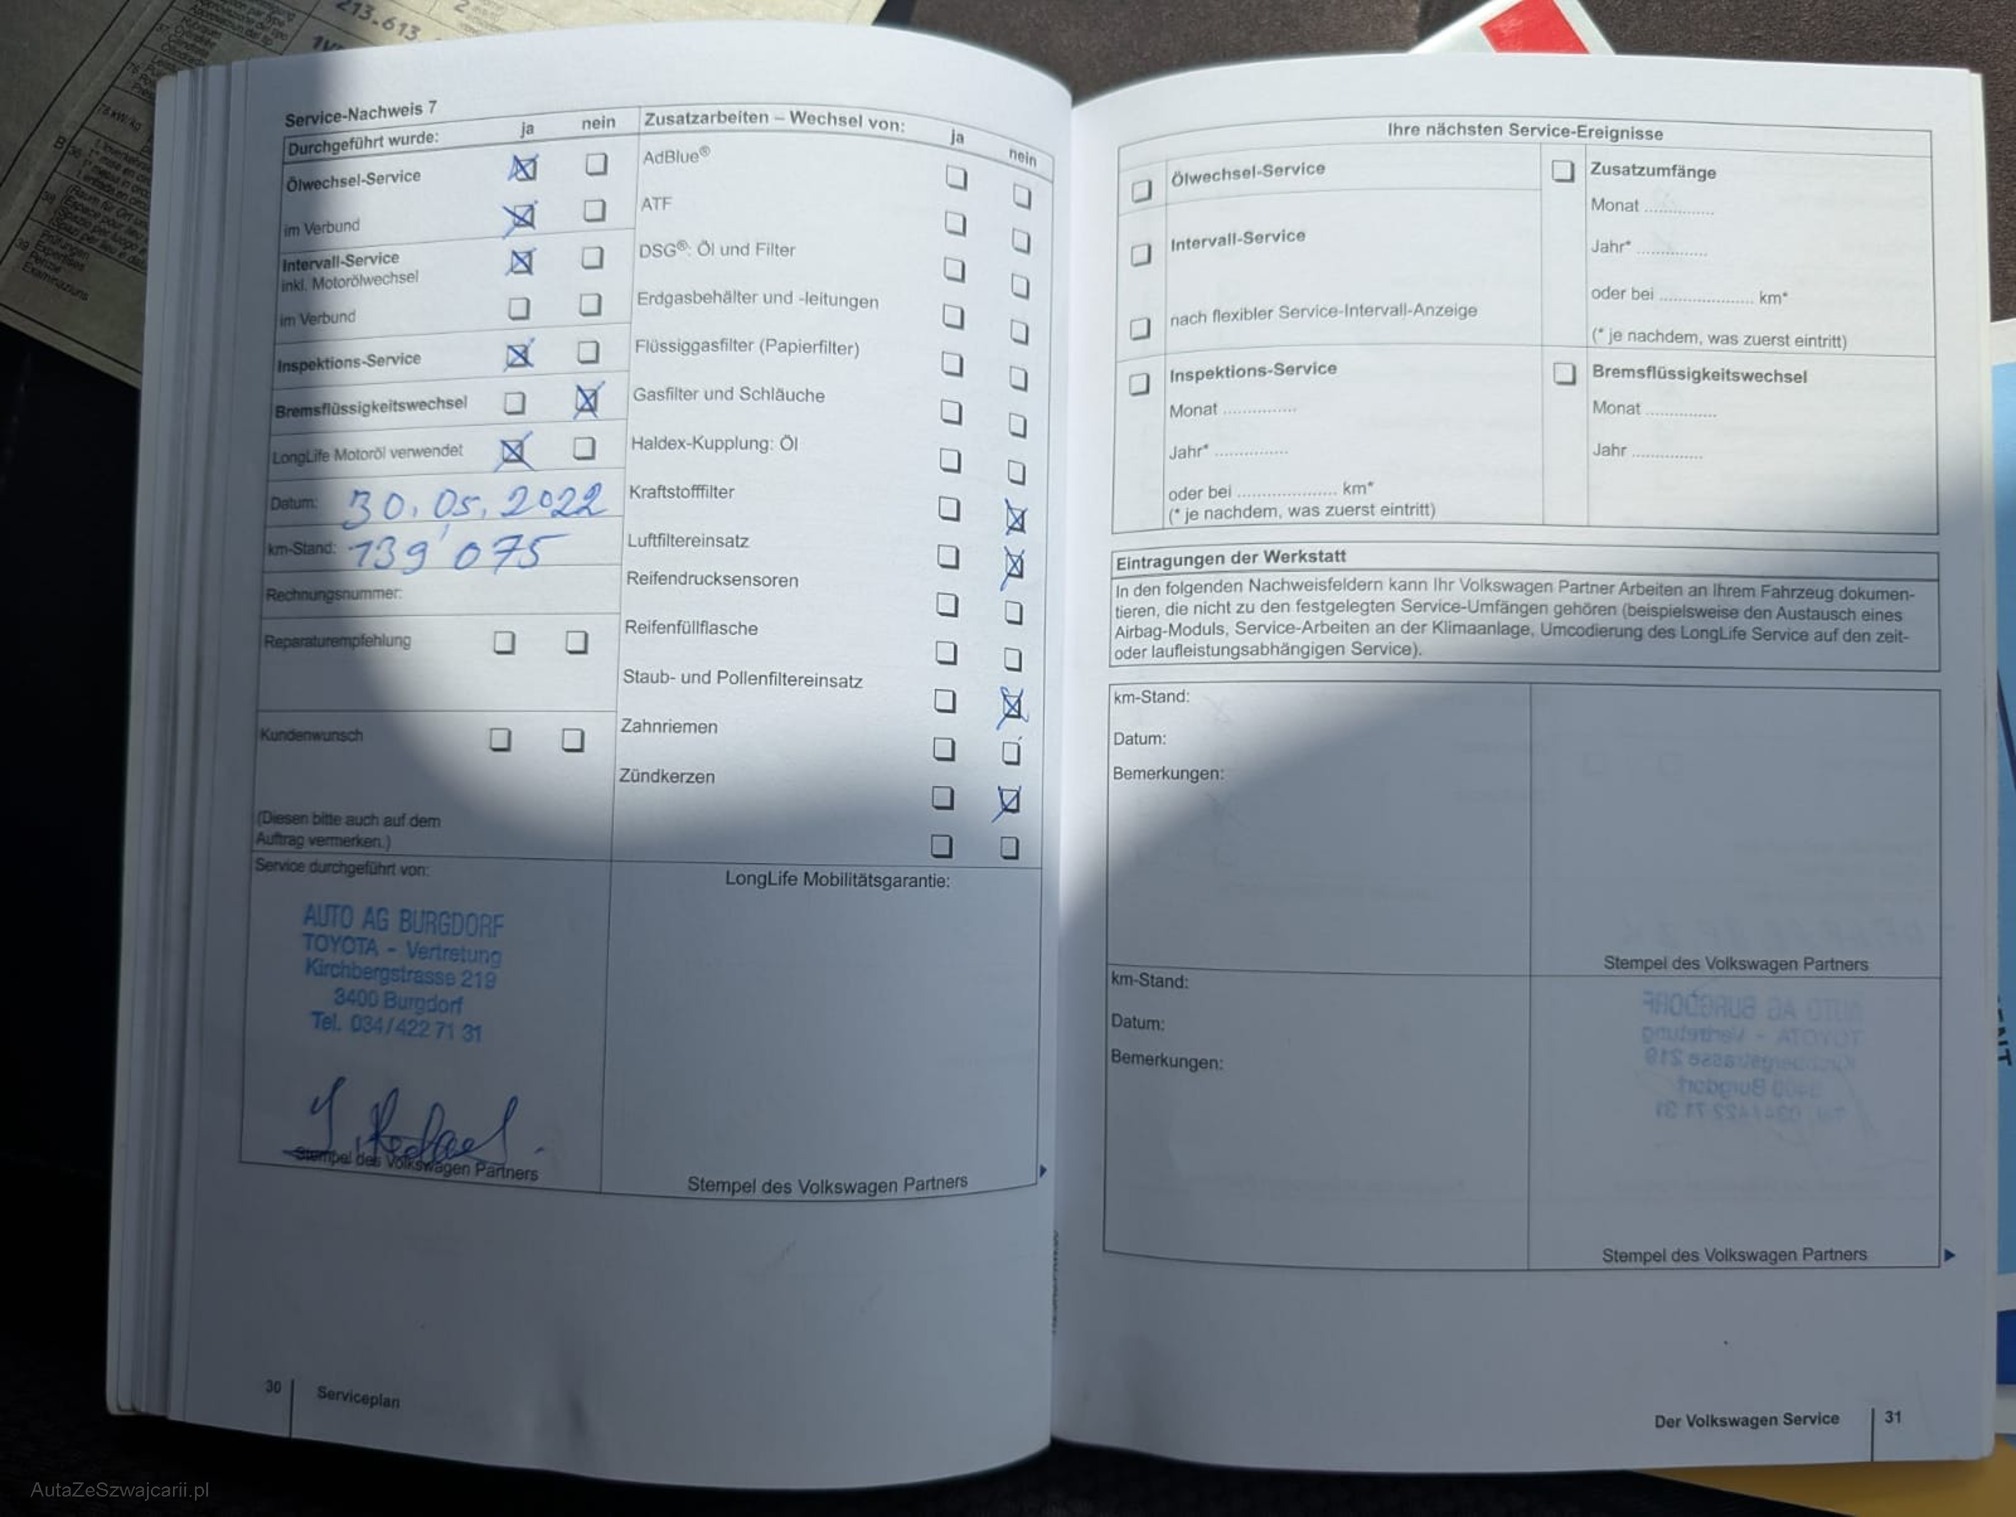 213.613.
Service-Nachweis 7
Durchgeführt wurde: ja nein
Ölwechsel-Service
im Verbund
Intervall-Service
inkl. Motorölwechsel
im Verbund
Inspektions-Service
Bremsflüssigkeitswechsel
LongLife Motoröl verwendet
Datum: 30.05.2022
km-Stand: 139'075
Rechnungsnummer:
Reparaturempfehlung
Kundenwunsch
(Diesen bitte auch auf dem
Auftrag vermerken.)
Service durchgeführt von:
AUTO AG BURGDORF
TOYOTA - Vertretung
Kirchbergstrasse 219
3400 Burgdorf
Tel. 034/422 71 31
Stempel des Volkswagen Partners
Zusatzarbeiten – Wechsel von: ja nein
AdBlue®
ATF
DSG®: Öl und Filter
Erdgasbehälter und -leitungen
Flüssiggasfilter (Papierfilter)
Gasfilter und Schläuche
Haldex-Kupplung: Öl
Kraftstofffilter
Luftfiltereinsatz
Reifendrucksensoren
Reifenfüllflasche
Staub- und Pollenfiltereinsatz
Zahnriemen
Zündkerzen
LongLife Mobilitätsgarantie:
Stempel des Volkswagen Partners
30 Serviceplan
Ihre nächsten Service-Ereignisse
Ölwechsel-Service
Intervall-Service
nach flexibler Service-Intervall-Anzeige
Inspektions-Service
Monat ...............
Jahr* ...............
oder bei .................... km*
(* je nachdem, was zuerst eintritt)
Zusatzumfänge
Monat ..............
Jahr* ...............
oder bei .................... km*
(* je nachdem, was zuerst eintritt)
Bremsflüssigkeitswechsel
Monat ...............
Jahr ...............
Eintragungen der Werkstatt
In den folgenden Nachweisfeldern kann Ihr Volkswagen Partner Arbeiten an Ihrem Fahrzeug dokumen-
tieren, die nicht zu den festgelegten Service-Umfängen gehören (beispielsweise den Austausch eines
Airbag-Moduls, Service-Arbeiten an der Klimaanlage, Umcodierung des LongLife Service auf den zeit-
oder laufleistungsabhängigen Service).
km-Stand:
Datum:
Bemerkungen:
Stempel des Volkswagen Partners
km-Stand:
Datum:
Bemerkungen:
Stempel des Volkswagen Partners
Der Volkswagen Service 31
AutaZeSzwajcarii.pl